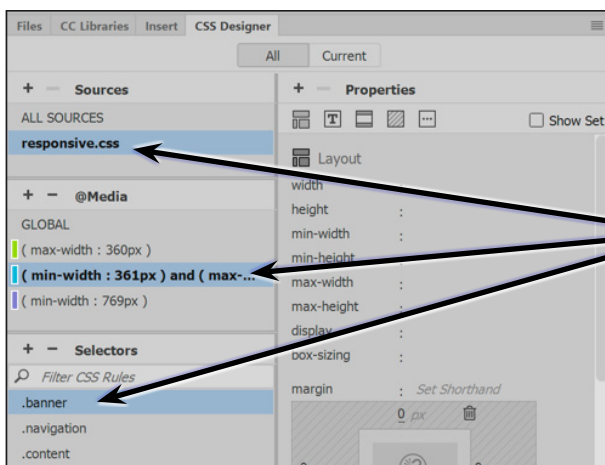 Files CC Libraries Insert CSS Designer
All Current
+ − Sources
ALL SOURCES
responsive.css
+ − @Media
GLOBAL
( max-width : 360px )
( min-width : 361px ) and ( max-...
( min-width : 769px )
+ − Selectors
Filter CSS Rules
.banner
.navigation
.content
+ − Properties
T Show Set
Layout
width
height :
min-width :
min-height
max-width :
max-height :
display :
box-sizing :
margin : Set Shorthand
0 px